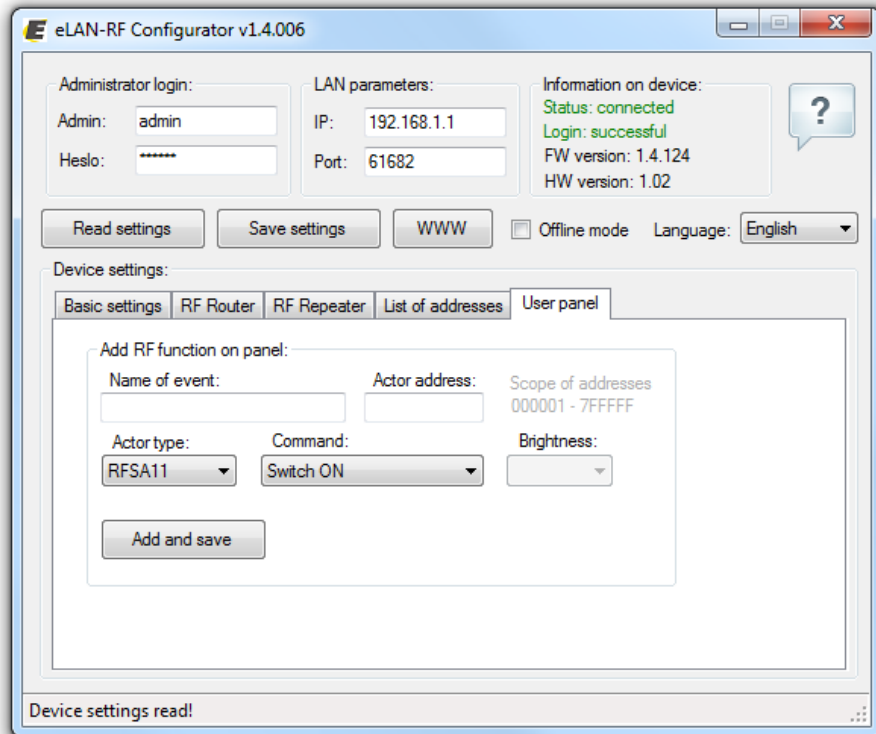 eLAN-RF Configurator v1.4.006
Administrator login:
Admin: admin
Heslo: ******
LAN parameters:
IP: 192.168.1.1
Port: 61682
Information on device:
Status: connected
Login: successful
FW version: 1.4.124
HW version: 1.02
?
Read settings Save settings WWW Offline mode Language: English
Device settings:
Basic settings RF Router RF Repeater List of addresses User panel
Add RF function on panel:
Name of event: Actor address: Scope of addresses
000001 - 7FFFFF
Actor type: Command: Brightness:
RFSA11 Switch ON
Add and save
Device settings read!